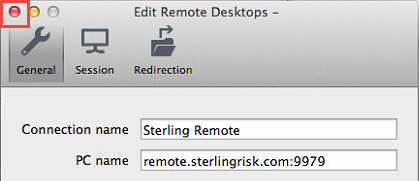 Edit Remote Desktops –
General Session Redirection
Connection name Sterling Remote
PC name remote.sterlingrisk.com:9979